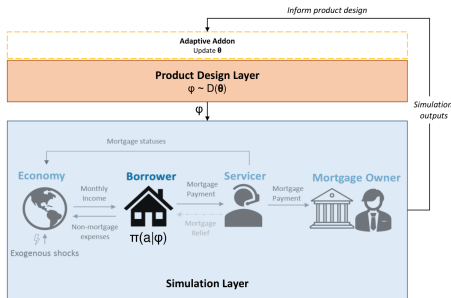 Inform product design
Adaptive Addon
Update θ
Product Design Layer
φ ~ D(θ)
φ
Simulation
outputs
Mortgage statuses
Economy
Borrower
Servicer
Mortgage Owner
Monthly
Income
Mortgage
Payment
Mortgage
Payment
Non-mortgage
expenses
Mortgage
Relief
Exogenous shocks
π(a|φ)
Simulation Layer